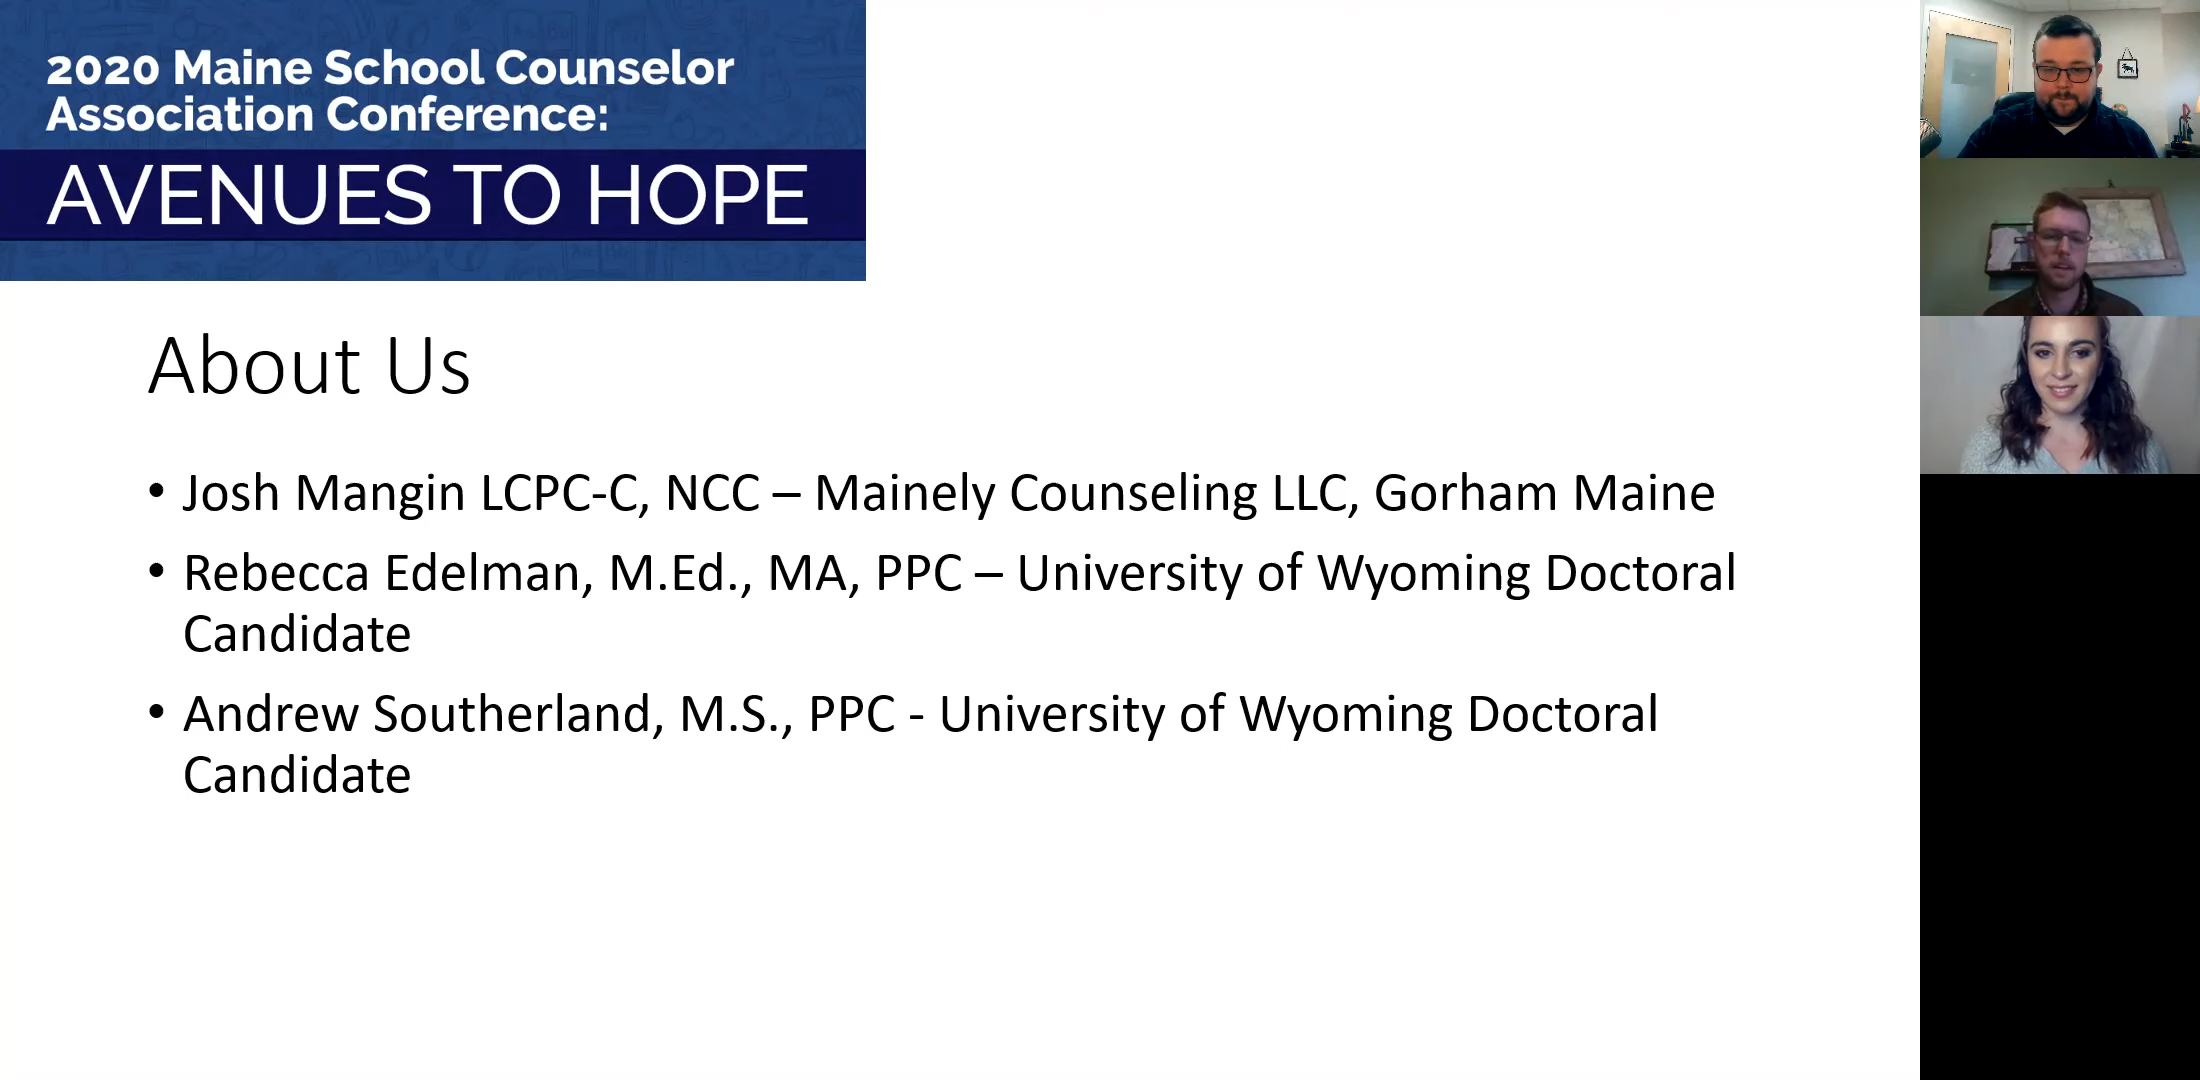 2020 Maine School Counselor
Association Conference:
AVENUES TO HOPE
About Us
• Josh Mangin LCPC-C, NCC – Mainely Counseling LLC, Gorham Maine
• Rebecca Edelman, M.Ed., MA, PPC – University of Wyoming Doctoral
Candidate
• Andrew Southerland, M.S., PPC - University of Wyoming Doctoral
Candidate